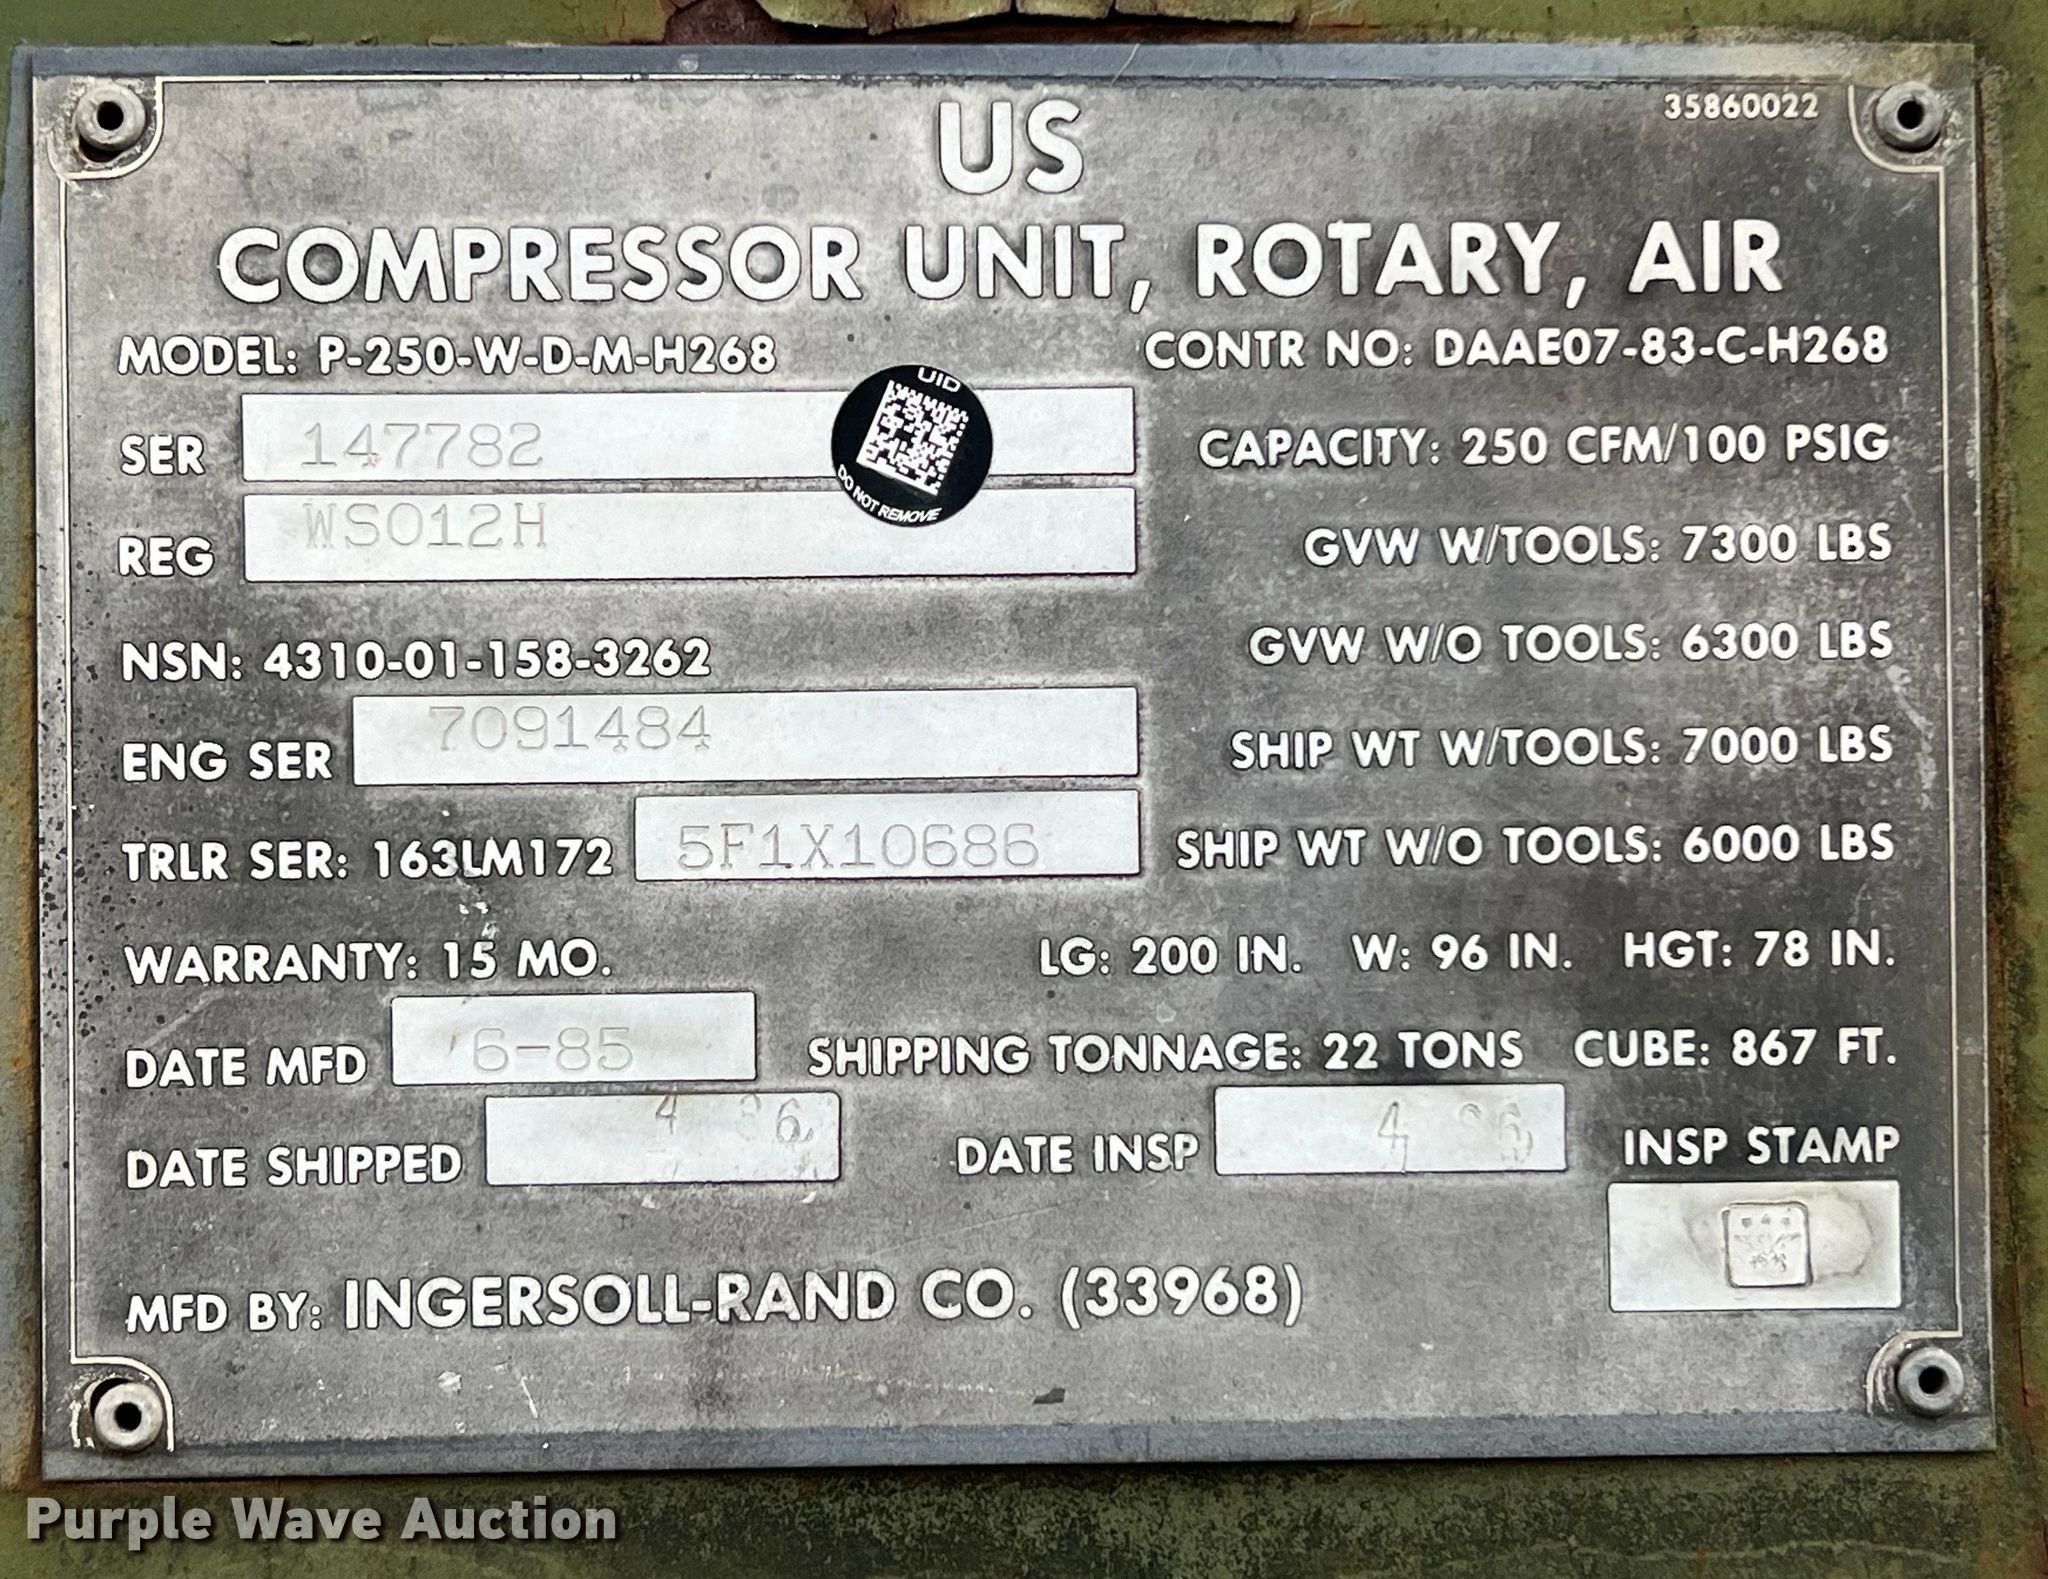 35860022
US
COMPRESSOR UNIT, ROTARY, AIR
MODEL: P-250-W-D-M-H268
CONTR NO: DAAE07-83-C-H268
UID
DO NOT REMOVE
SER 147782
CAPACITY: 250 CFM/100 PSIG
REG WS012H
GVW W/TOOLS: 7300 LBS
NSN: 4310-01-158-3262
GVW W/O TOOLS: 6300 LBS
ENG SER 7091484
SHIP WT W/TOOLS: 7000 LBS
TRLR SER: 163LM172 5F1X10686
SHIP WT W/O TOOLS: 6000 LBS
WARRANTY: 15 MO.
LG: 200 IN. W: 96 IN. HGT: 78 IN.
DATE MFD 6-85
SHIPPING TONNAGE: 22 TONS CUBE: 867 FT.
DATE SHIPPED 4
DATE INSP 4
INSP STAMP
MFD BY: INGERSOLL-RAND CO. (33968)
Purple Wave Auction